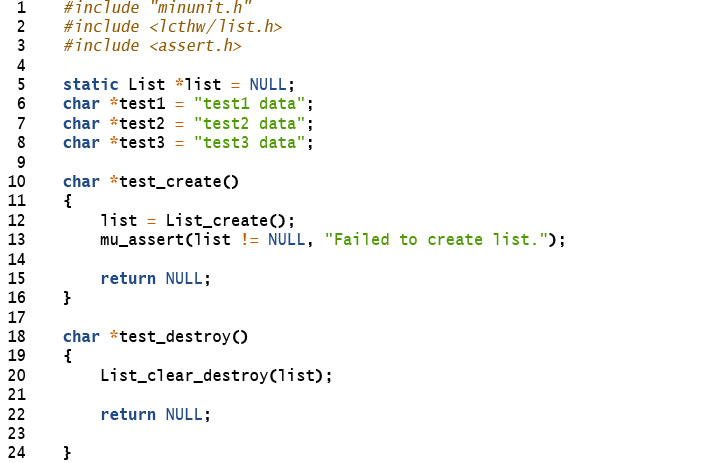 1 #include "minunit.h"
2 #include <lcthw/list.h>
3 #include <assert.h>
4
5 static List *list = NULL;
6 char *test1 = "test1 data";
7 char *test2 = "test2 data";
8 char *test3 = "test3 data";
9
10 char *test_create()
11 {
12     list = List_create();
13     mu_assert(list != NULL, "Failed to create list.");
14
15     return NULL;
16 }
17
18 char *test_destroy()
19 {
20     List_clear_destroy(list);
21
22     return NULL;
23
24 }